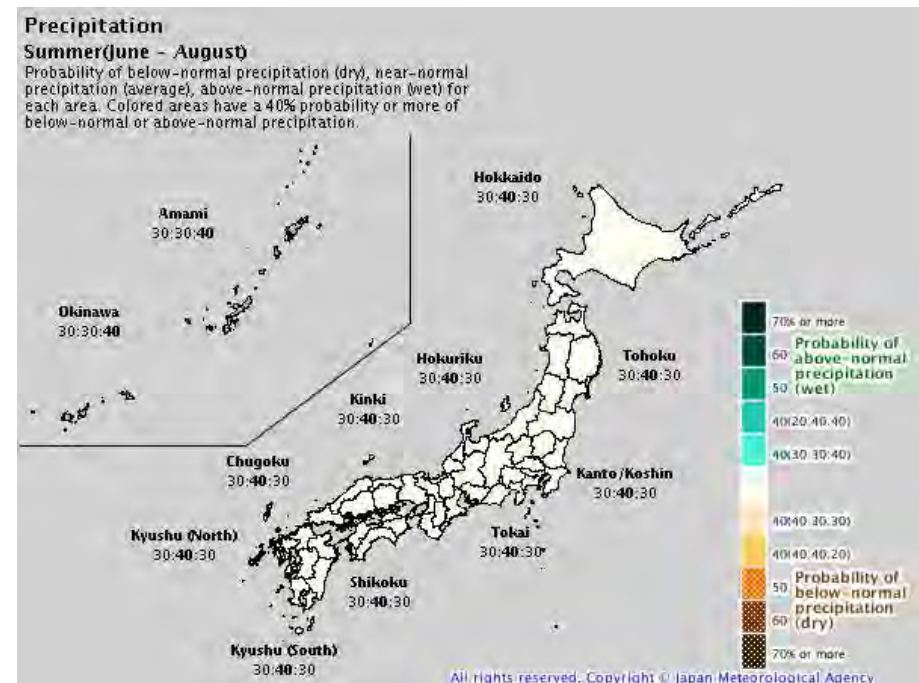 Precipitation
Summer(June - August)
Probability of below-normal precipitation (dry), near-normal
precipitation (average), above-normal precipitation (wet) for
each area. Colored areas have a 40% probability or more of
below-normal or above-normal precipitation.
Hokkaido
30:40:30
Amami
30:30:40
Okinawa
30:30:40
Hokuriku
30:40:30
Tohoku
30:40:30
Kinki
30:40:30
Chugoku
30:40:30
Kanto/Koshin
30:40:30
Kyushu (North)
30:40:30
Tokai
30:40:30
Shikoku
30:40:30
Kyushu (South)
30:40:30
70% or more
60
Probability of
above-normal
precipitation
(wet)
50
40(20:40:40)
40(30:30:40)
40(40:30:30)
40(40:40:20)
50
Probability of
below-normal
precipitation
(dry)
60
70% or more
All rights reserved. Copyright © Japan Meteorological Agency